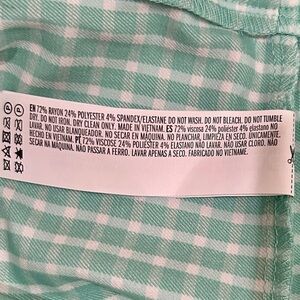 EN 72% RAYON 24% POLYESTER 4% SPANDEX/ELASTANE DO NOT WASH. DO NOT BLEACH. DO NOT TUMBLE
DRY. DO NOT IRON. DRY CLEAN ONLY. MADE IN VIETNAM. ES 72% viscosa 24% poliéster 4% elastano NO
LAVAR. NO USAR BLANQUEADOR. NO SECAR EN MÁQUINA. NO PLANCHAR, LIMPIEZA EN SECO, ÚNICAMENTE.
HECHO EN VIETNAM. PT 72% VISCOSE 24% POLIÉSTER 4% ELASTANO NÃO LAVAR. NÃO USAR CLORO. NÃO
SECAR NA MÁQUINA. NÃO PASSAR A FERRO. LAVAR APENAS A SECO. FABRICADO NO VIETNAM.